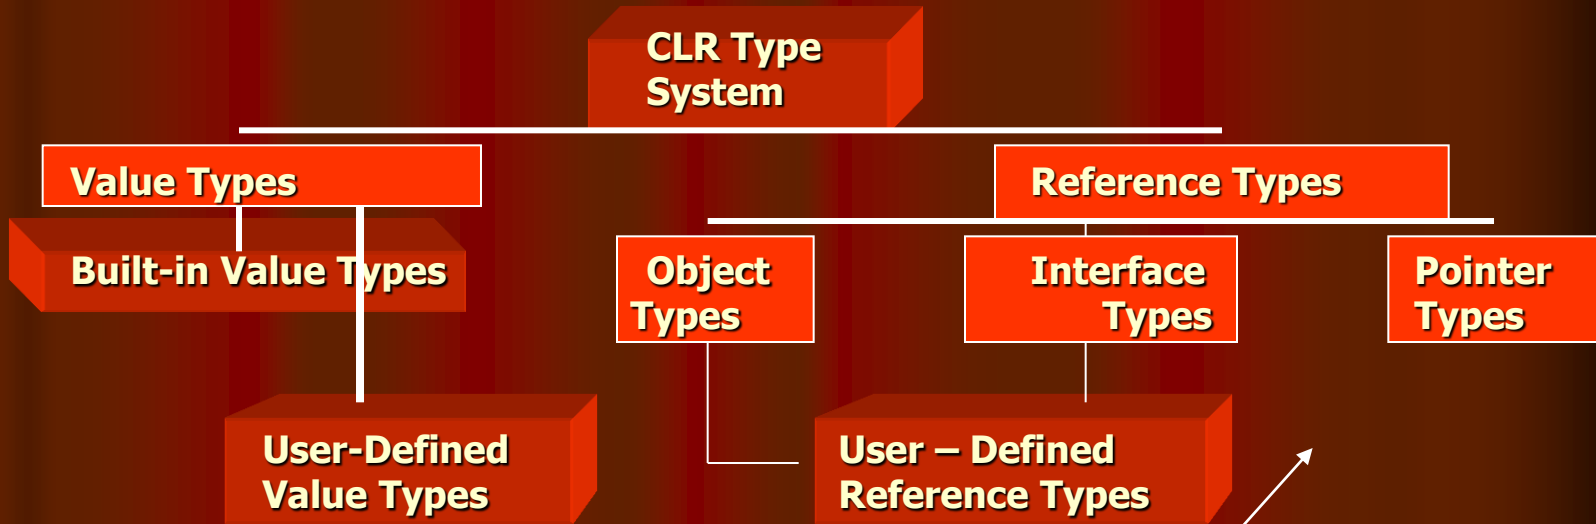 CLR Type
System
Value Types
Reference Types
Built-in Value Types
Object
Types
Interface
Types
Pointer
Types
User-Defined
Value Types
User – Defined
Reference Types